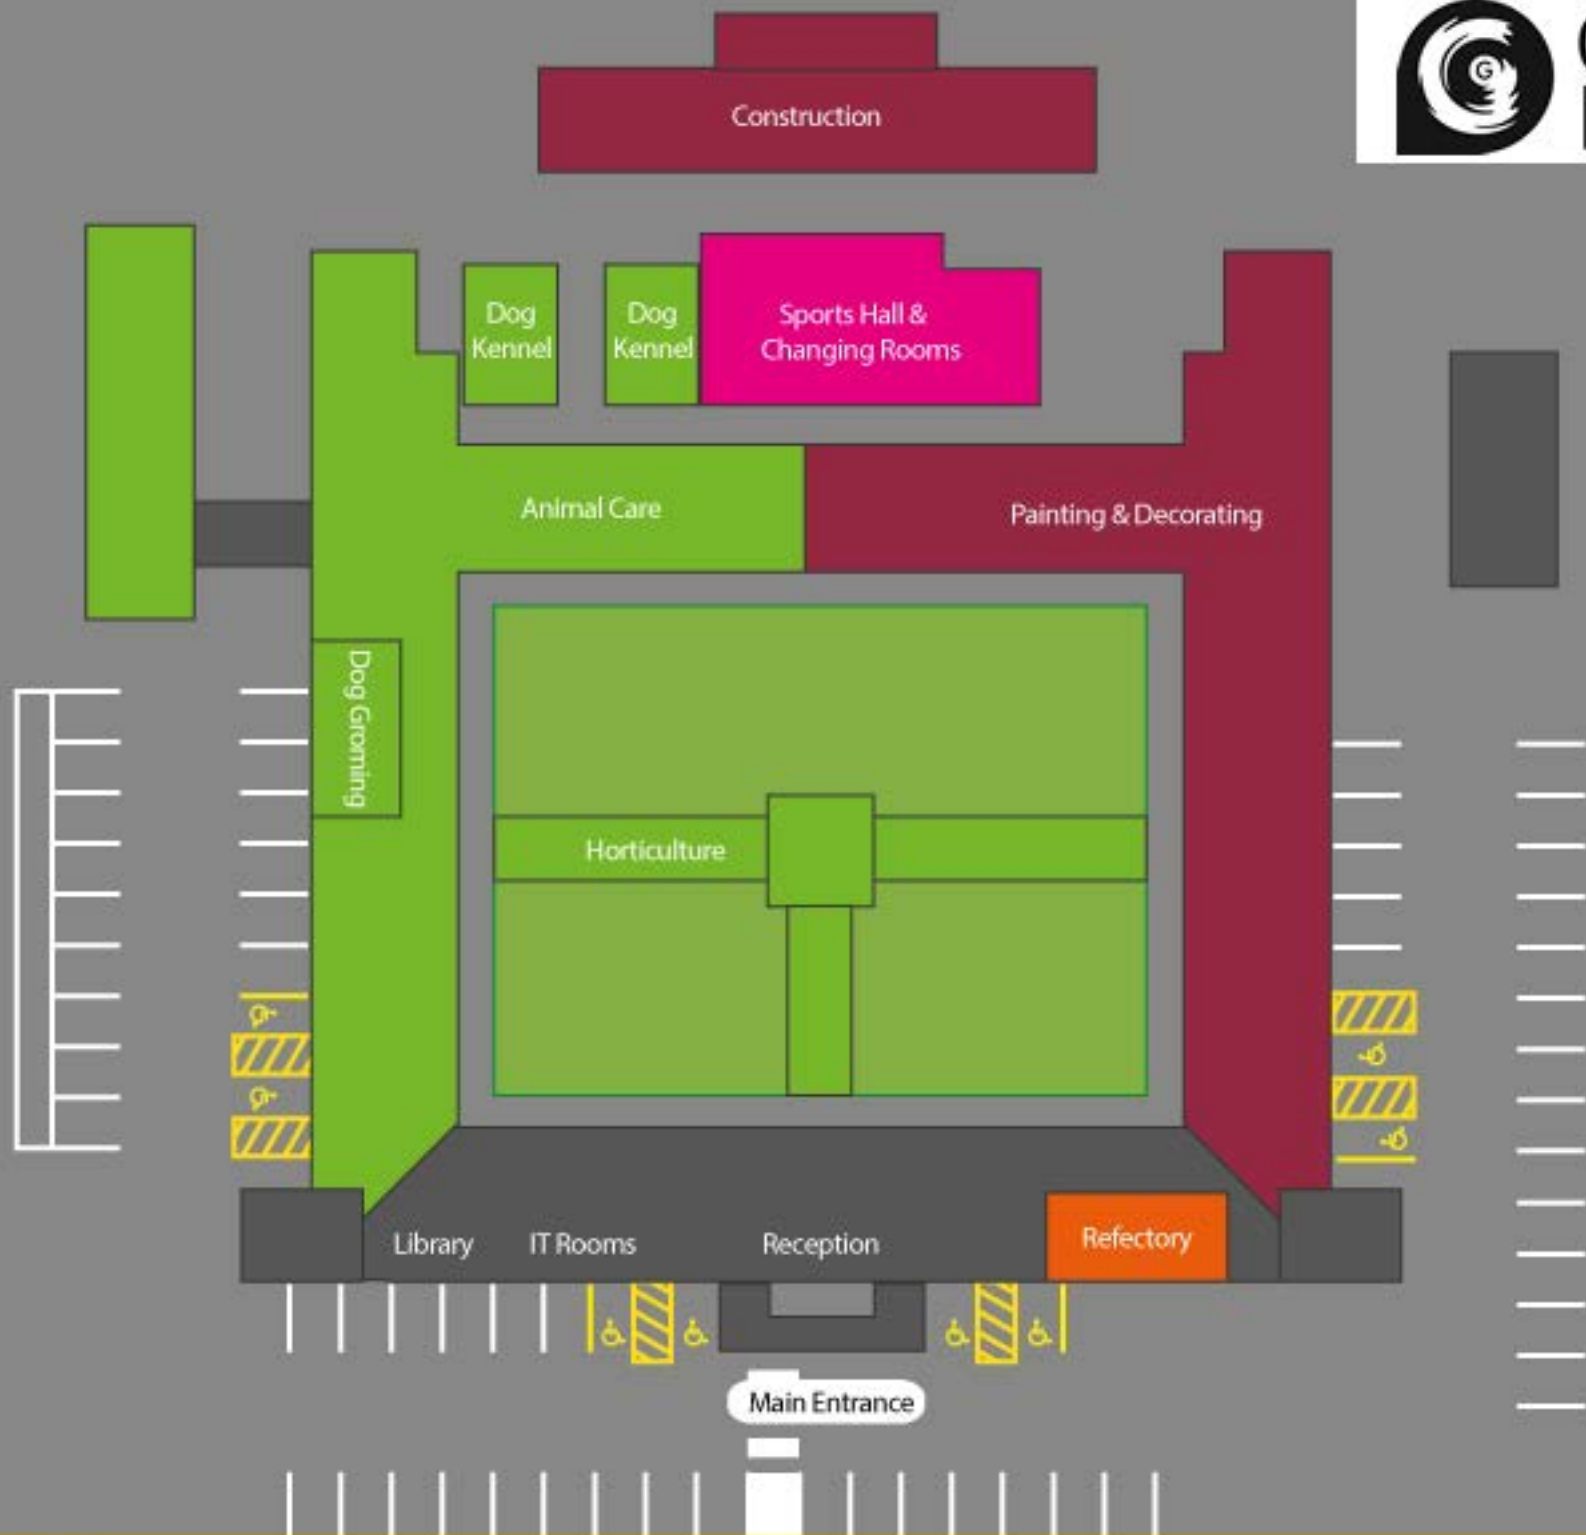 G
Construction
Dog
Kennel
Dog
Kennel
Sports Hall &
Changing Rooms
Animal Care
Painting & Decorating
Dog Groming
Horticulture
Library
IT Rooms
Reception
Refectory
Main Entrance